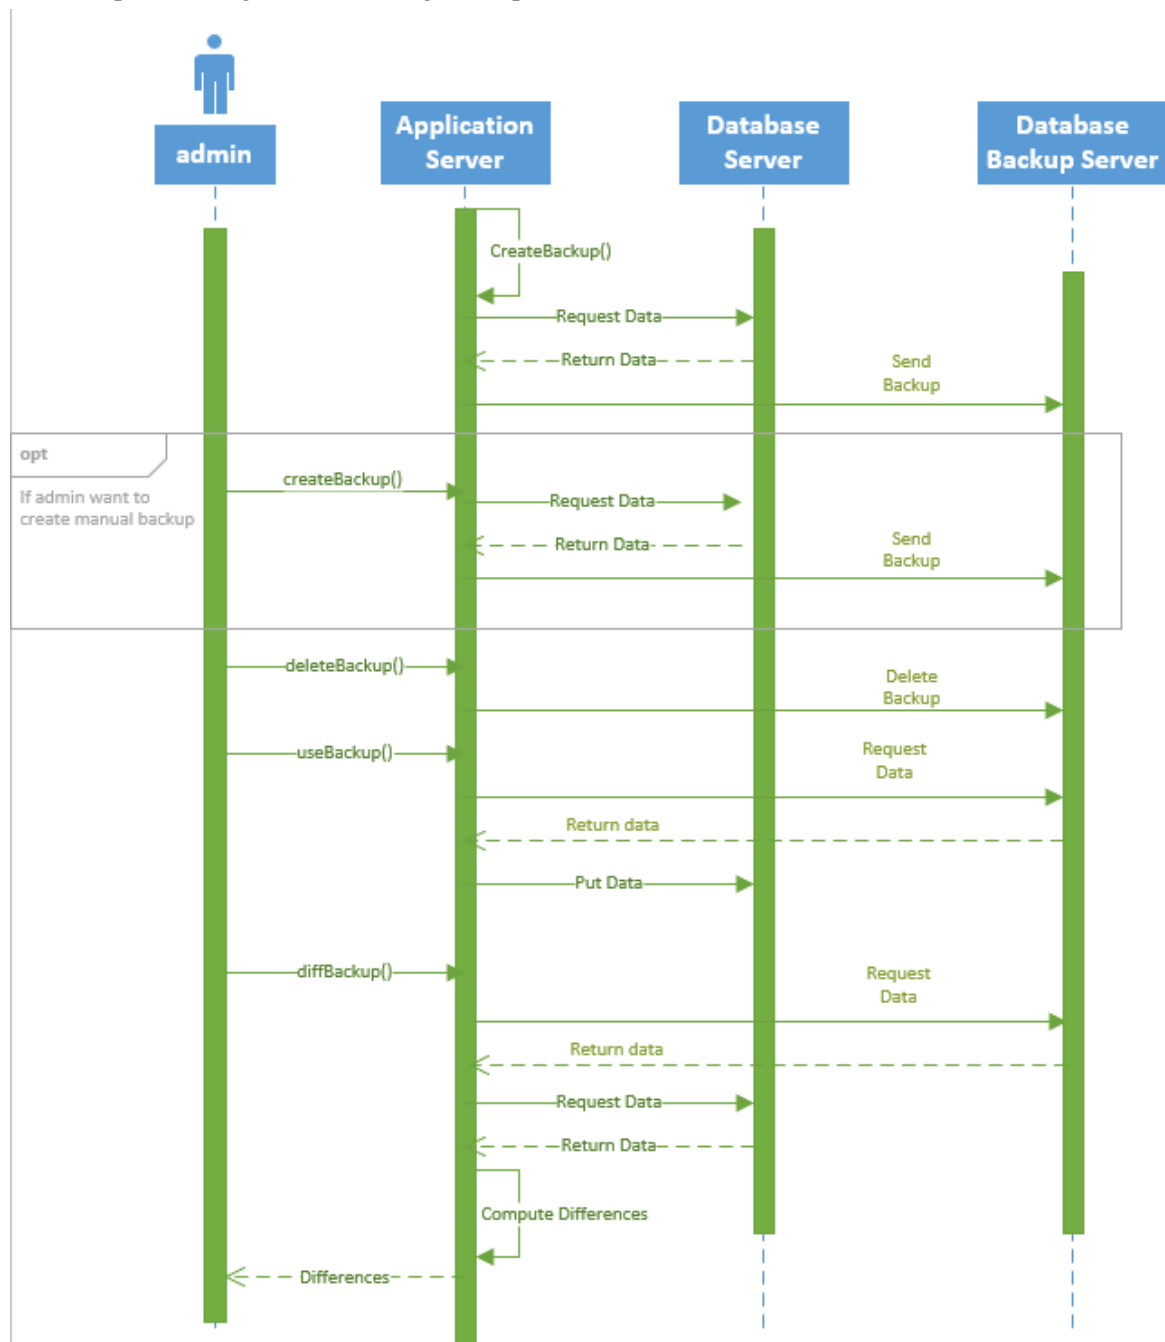 admin
Application
Server
Database
Server
Database
Backup Server
CreateBackup()
Request Data
Return Data
Send
Backup
opt
If admin want to
create manual backup
createBackup()
Request Data
Return Data
Send
Backup
deleteBackup()
Delete
Backup
useBackup()
Request
Data
Return data
Put Data
diffBackup()
Request
Data
Return data
Request Data
Return Data
Compute Differences
Differences